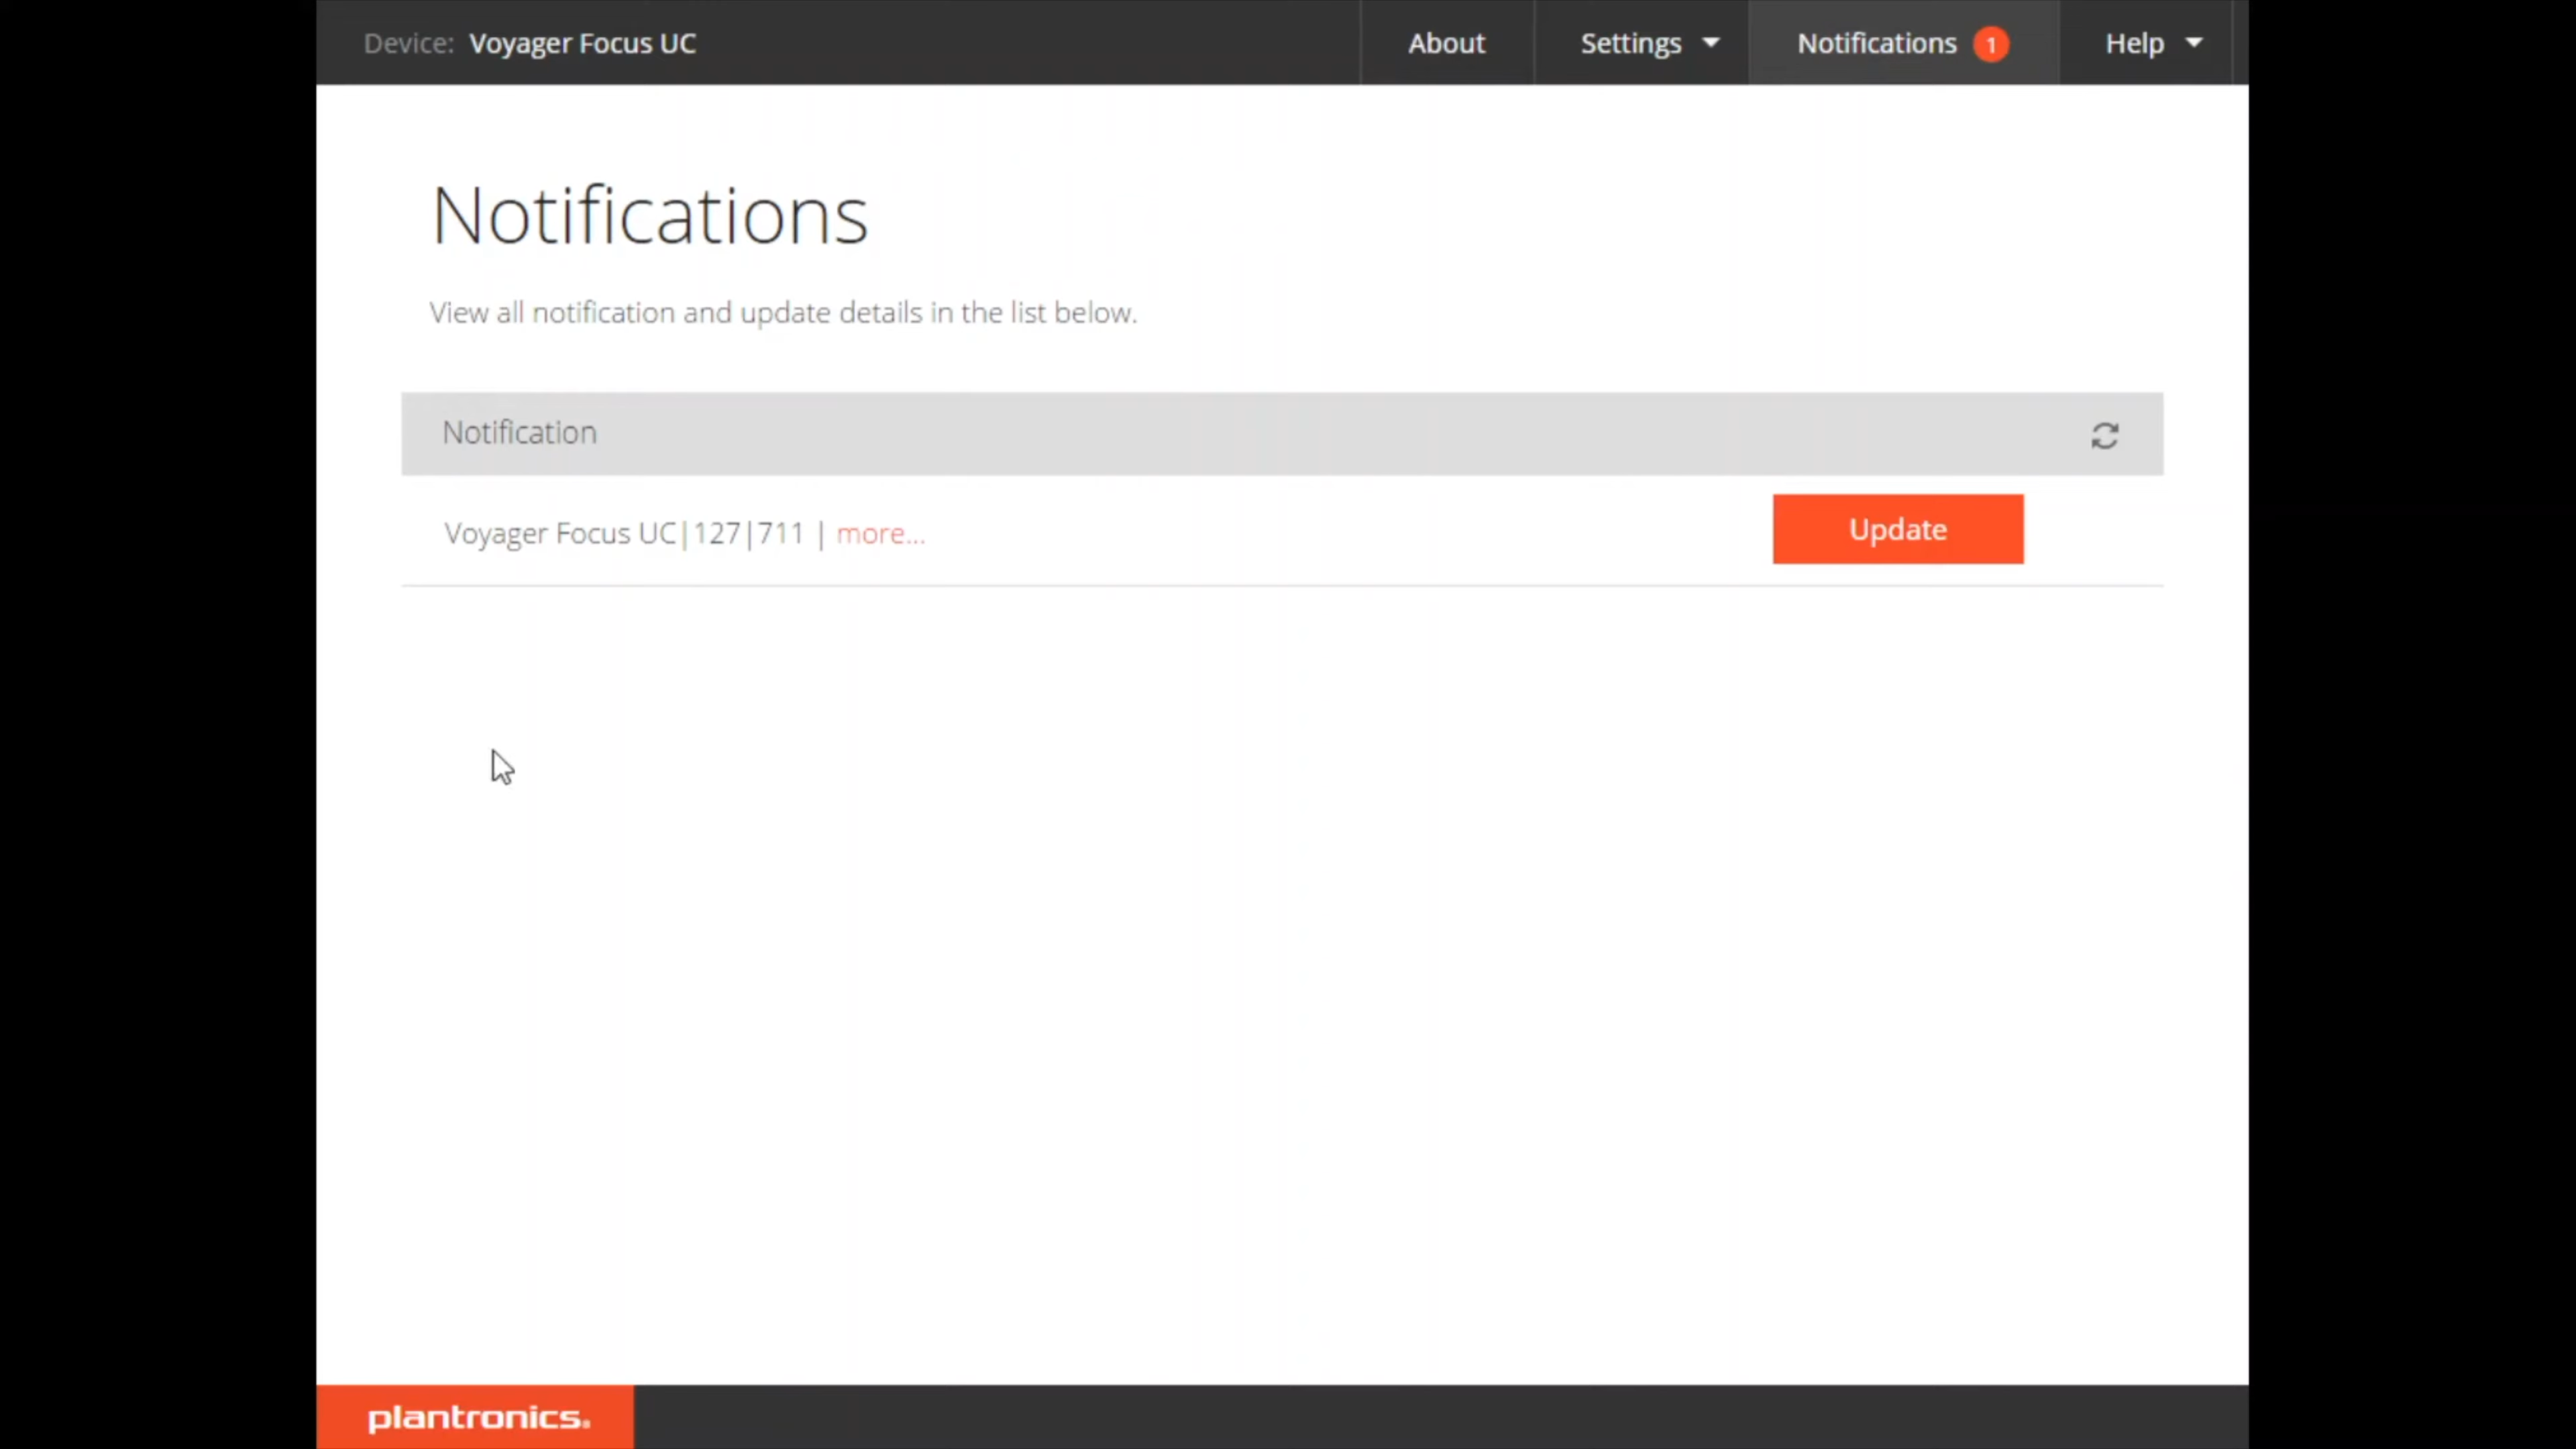 Device: Voyager Focus UC About Settings Notifications 1 Help
Notifications
View all notification and update details in the list below.
Notification
Voyager Focus UC|127|711 | more... Update
plantronics.